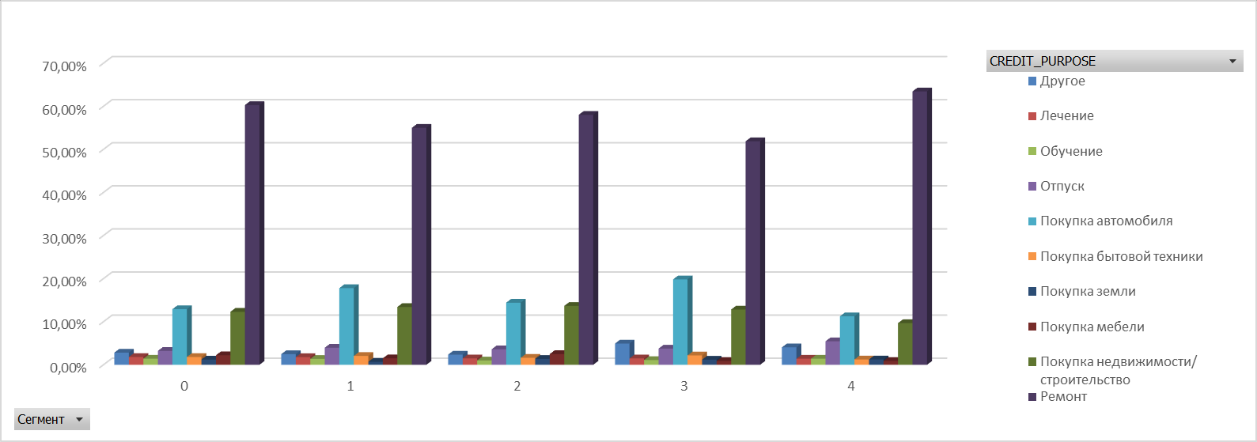 70,00%
60,00%
50,00%
40,00%
30,00%
20,00%
10,00%
0,00%
0
1
2
3
4
CREDIT_PURPOSE
Другое
Лечение
Обучение
Отпуск
Покупка автомобиля
Покупка бытовой техники
Покупка земли
Покупка мебели
Покупка недвижимости/
строительство
Ремонт
Сегмент